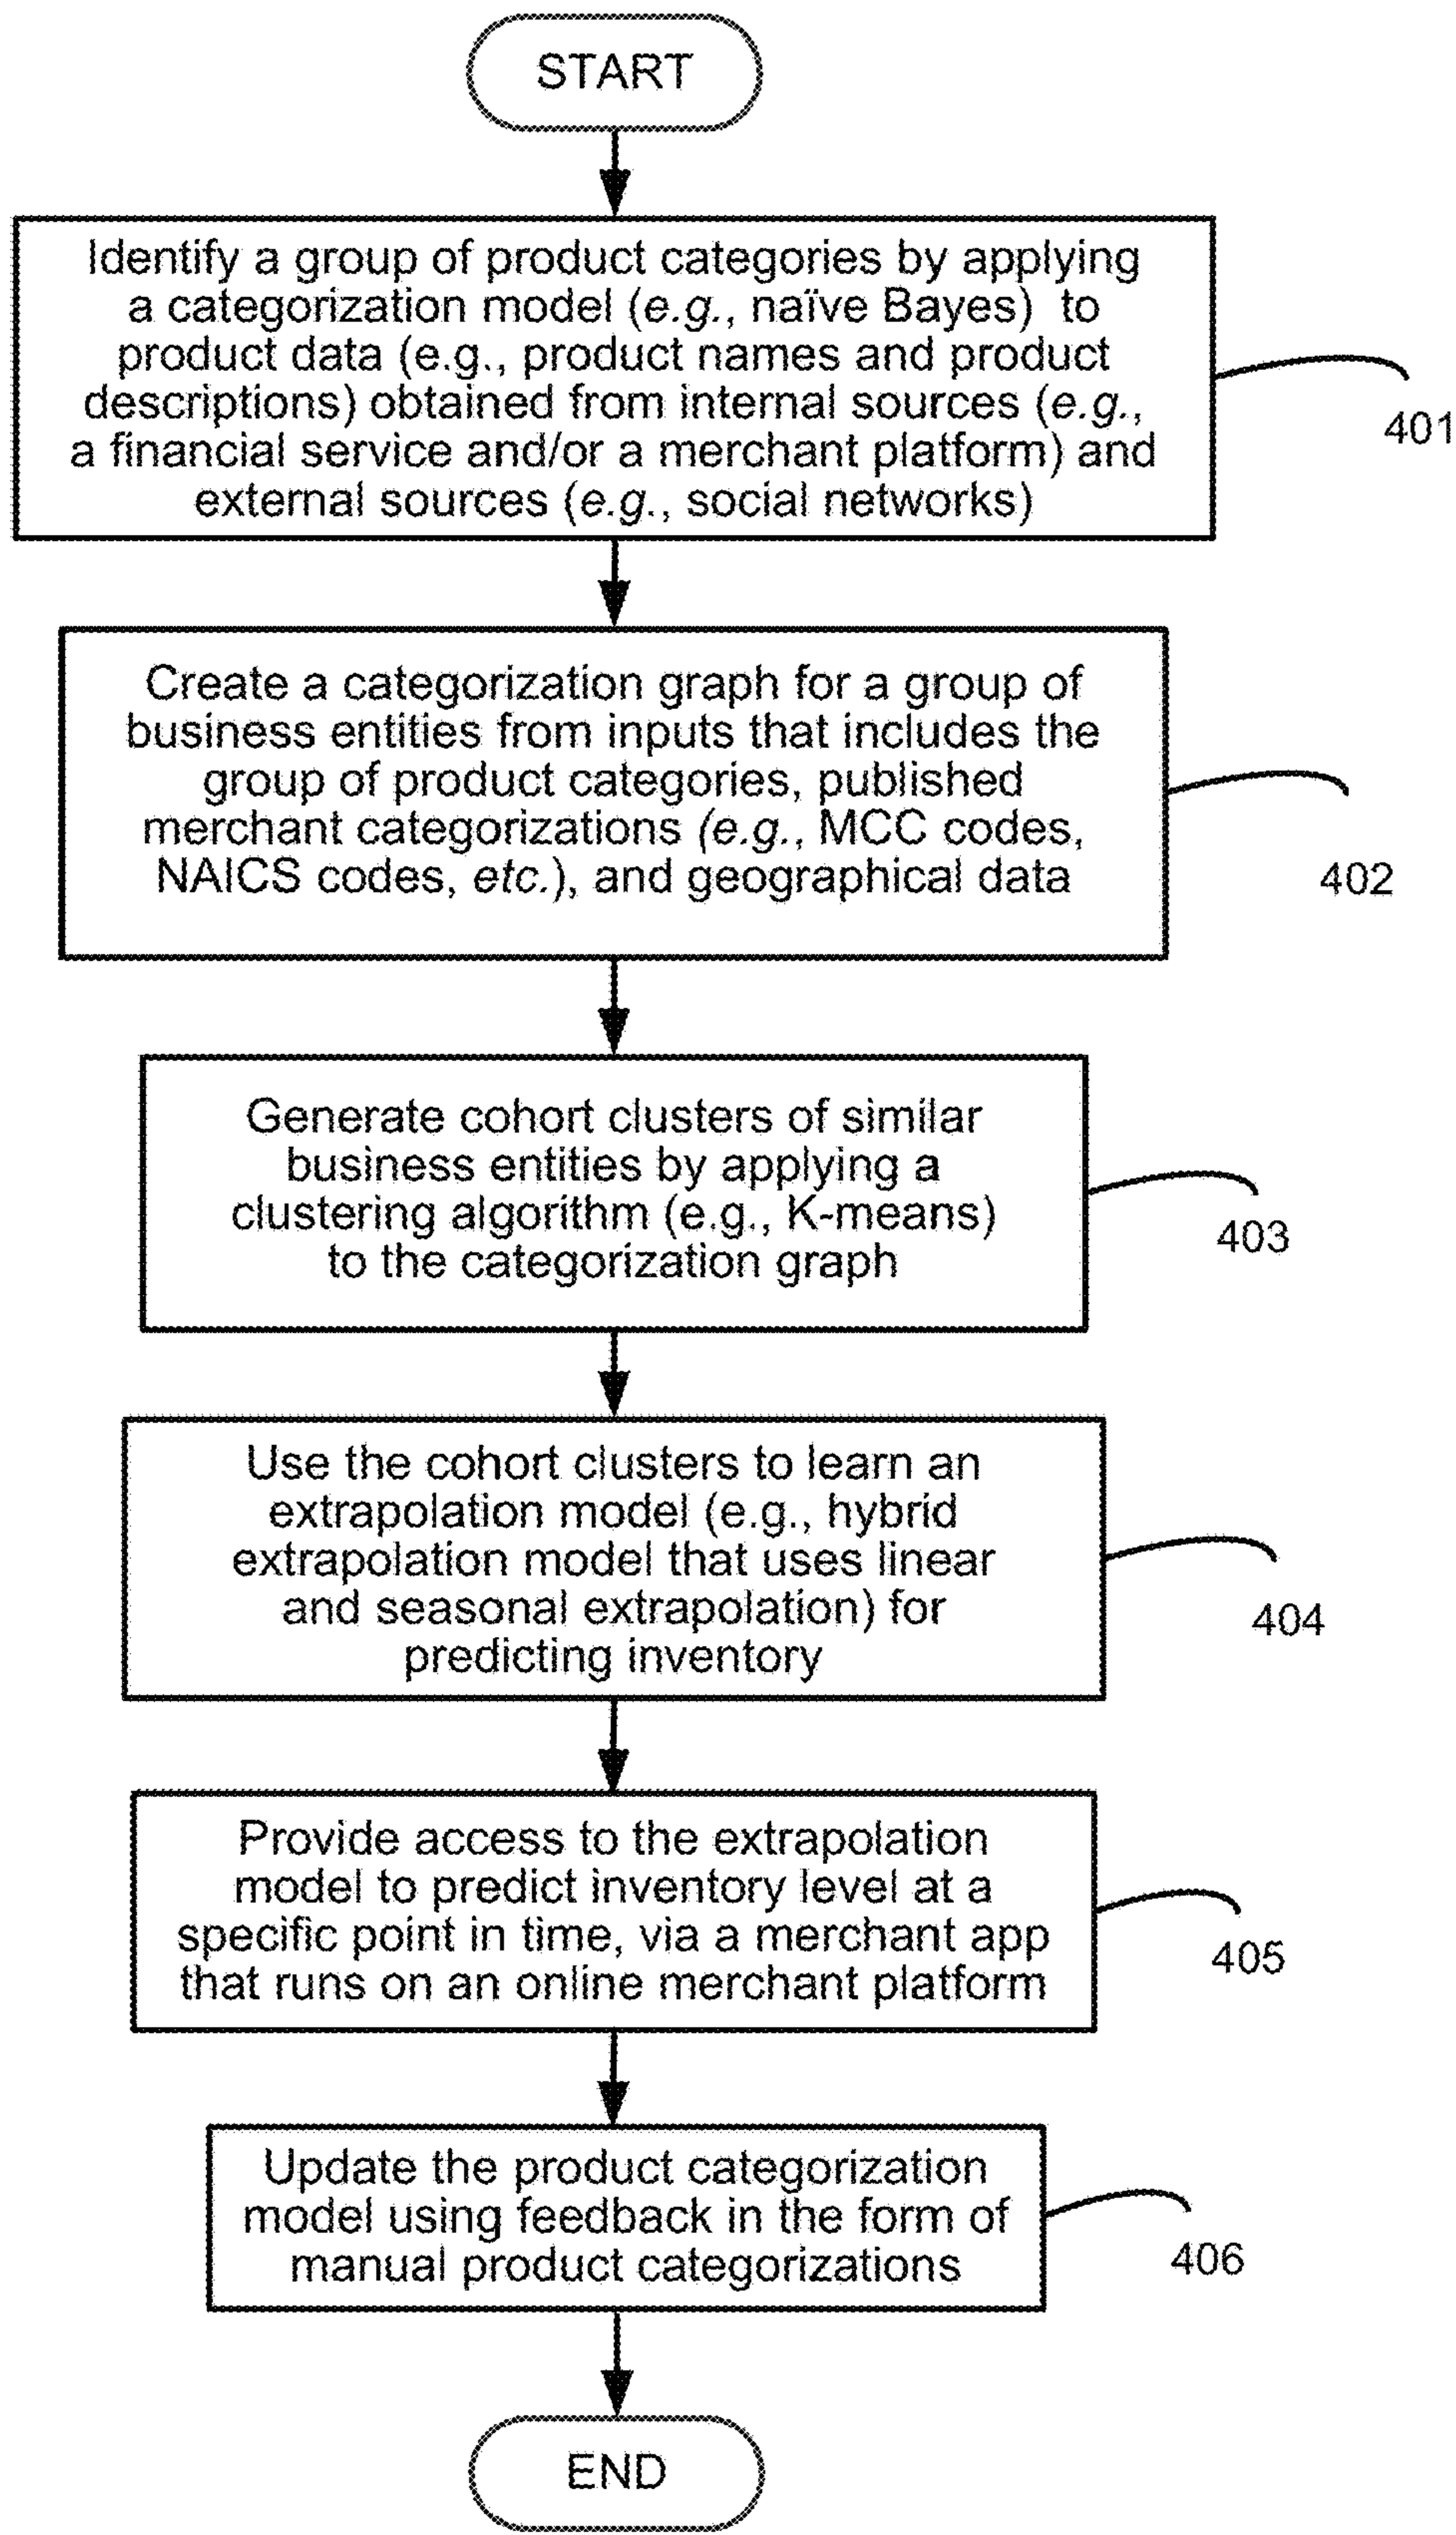 START
Identify a group of product categories by applying
a categorization model (e.g., naïve Bayes) to
product data (e.g., product names and product
descriptions) obtained from internal sources (e.g.,
a financial service and/or a merchant platform) and
external sources (e.g., social networks)
401
Create a categorization graph for a group of
business entities from inputs that includes the
group of product categories, published
merchant categorizations (e.g., MCC codes,
NAICS codes, etc.), and geographical data
402
Generate cohort clusters of similar
business entities by applying a
clustering algorithm (e.g., K-means)
to the categorization graph
403
Use the cohort clusters to learn an
extrapolation model (e.g., hybrid
extrapolation model that uses linear
and seasonal extrapolation) for
predicting inventory
404
Provide access to the extrapolation
model to predict inventory level at a
specific point in time, via a merchant app
that runs on an online merchant platform
405
Update the product categorization
model using feedback in the form of
manual product categorizations
406
END